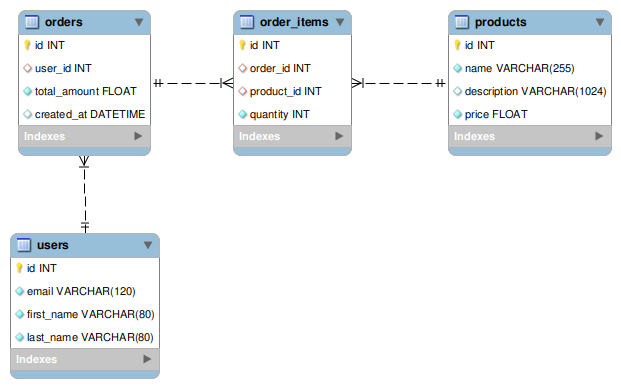 orders
id INT
user_id INT
total_amount FLOAT
created_at DATETIME
Indexes
order_items
id INT
order_id INT
product_id INT
quantity INT
Indexes
products
id INT
name VARCHAR(255)
description VARCHAR(1024)
price FLOAT
Indexes
users
id INT
email VARCHAR(120)
first_name VARCHAR(80)
last_name VARCHAR(80)
Indexes